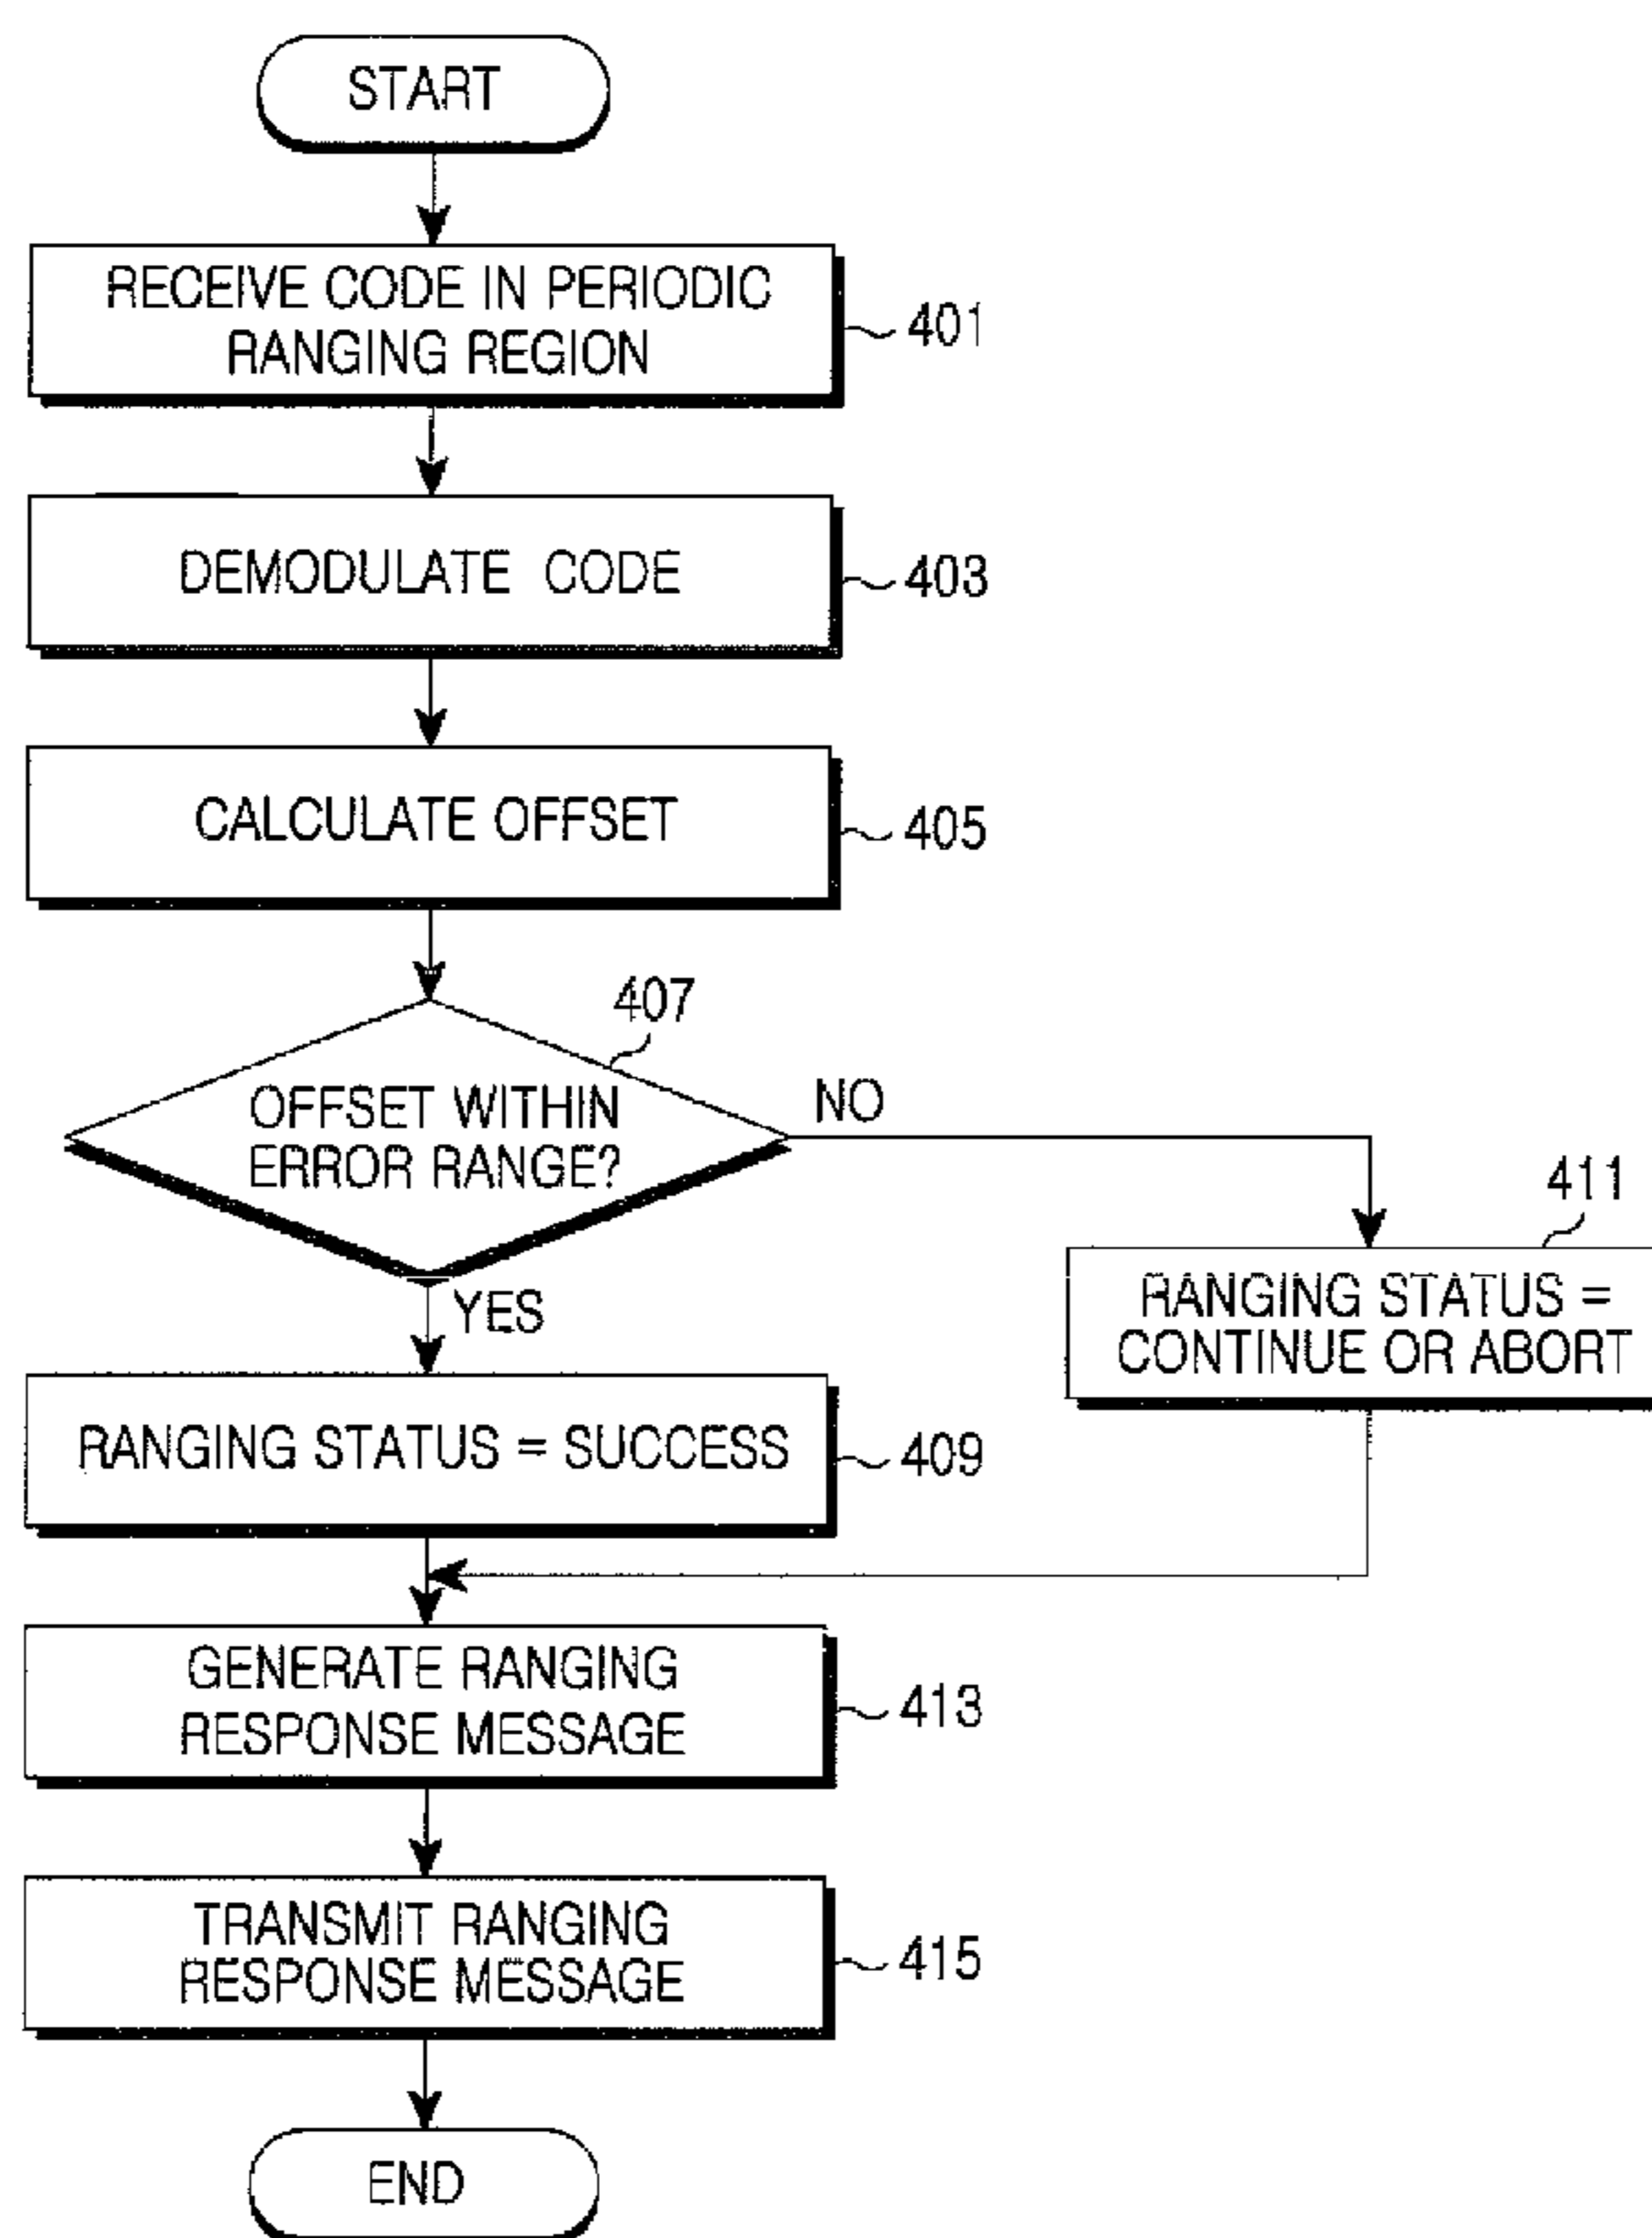 START
RECEIVE CODE IN PERIODIC
RANGING REGION
401
DEMODULATE CODE
403
CALCULATE OFFSET
405
407
OFFSET WITHIN
ERROR RANGE?
NO
YES
411
RANGING STATUS =
CONTINUE OR ABORT
RANGING STATUS = SUCCESS
409
GENERATE RANGING
RESPONSE MESSAGE
413
TRANSMIT RANGING
RESPONSE MESSAGE
415
END